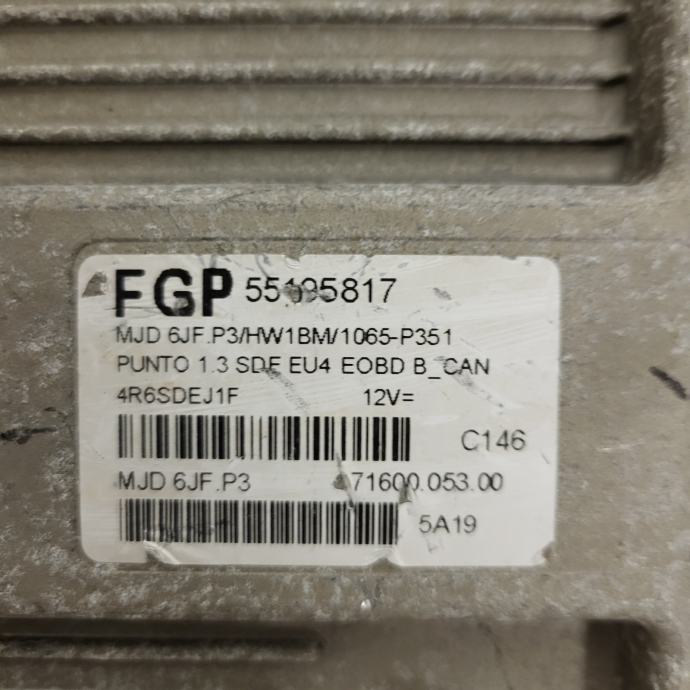 FGP 55195817
MJD 6JF.P3/HW1BM/1065-P351
PUNTO 1.3 SDE EU4 EOBD B_CAN
4R6SDEJ1F 12V=
C146
MJD 6JF.P3 71600.053.00
5A19